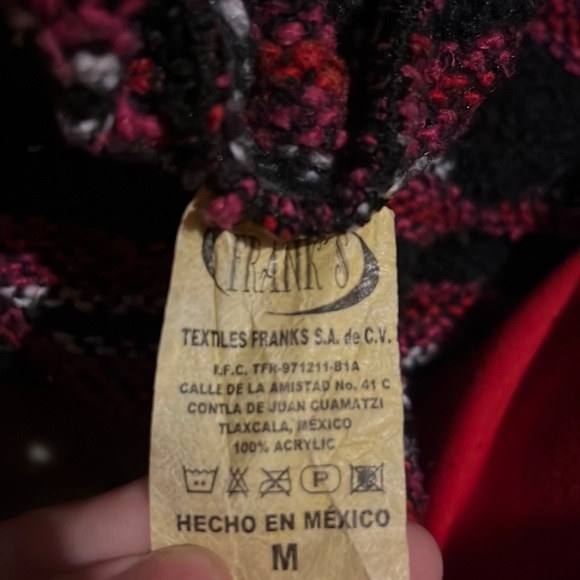 FRANK'S
TEXTILES FRANKS S.A. de C.V.
R.F.C. TFR-971211-B1A
CALLE DE LA AMISTAD No. 41 C
CONTLA DE JUAN CUAMATZI
TLAXCALA, MÉXICO
100% ACRYLIC
P
HECHO EN MÉXICO
M